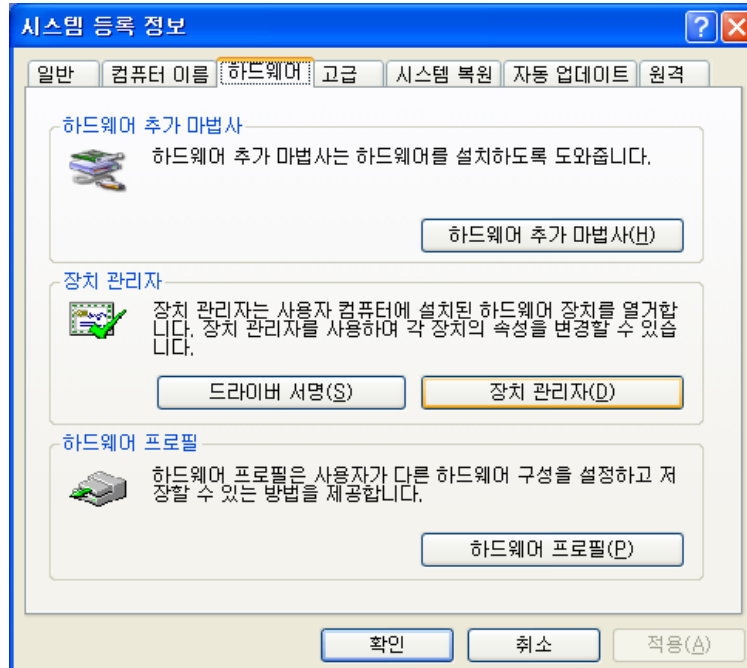 시스템 등록 정보
일반 컴퓨터 이름 하드웨어 고급 시스템 복원 자동 업데이트 원격
하드웨어 추가 마법사
하드웨어 추가 마법사는 하드웨어를 설치하도록 도와줍니다.
하드웨어 추가 마법사(H)
장치 관리자
장치 관리자는 사용자 컴퓨터에 설치된 하드웨어 장치를 열거합
니다. 장치 관리자를 사용하여 각 장치의 속성을 변경할 수 있습
니다.
드라이버 서명(S) 장치 관리자(D)
하드웨어 프로필
하드웨어 프로필은 사용자가 다른 하드웨어 구성을 설정하고 저
장할 수 있는 방법을 제공합니다.
하드웨어 프로필(P)
확인 취소 적용(A)